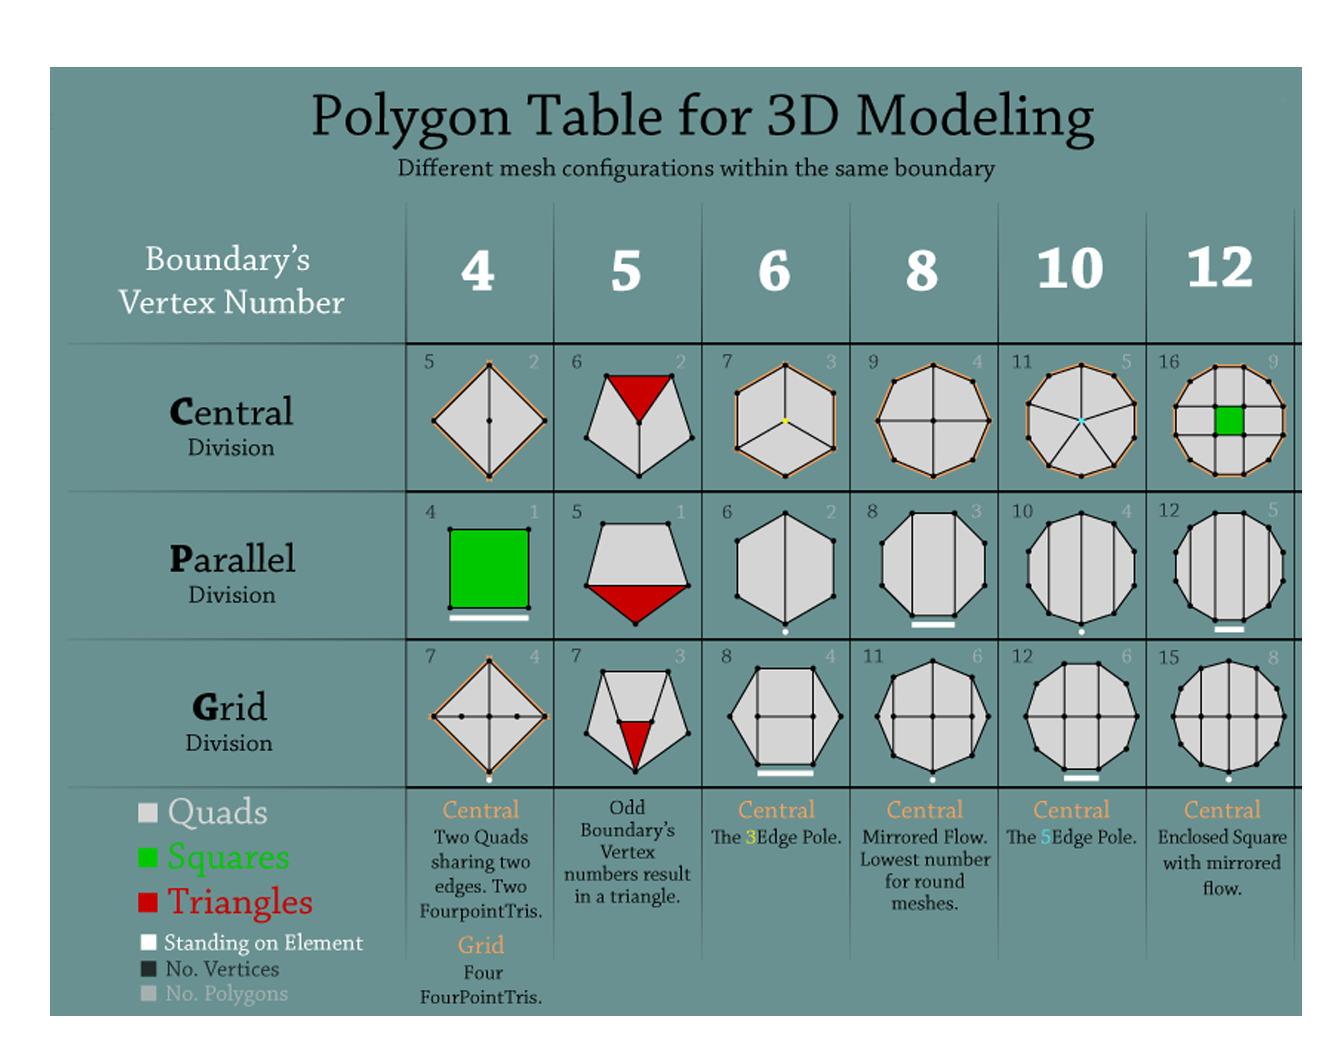 Polygon Table for 3D Modeling
Different mesh configurations within the same boundary
Boundary's
Vertex Number
4 5 6 8 10 12
Central
Division
5 2 6 2 7 3 9 4 11 5 16 9
Parallel
Division
4 1 5 1 6 2 8 3 10 4 12 5
Grid
Division
7 4 7 3 8 4 11 6 12 6 15 8
Quads
Squares
Triangles
Standing on Element
No. Vertices
No. Polygons
Central
Two Quads
sharing two
edges. Two
FourpointTris.
Grid
Four
FourPointTris.
Odd
Boundary's
Vertex
numbers result
in a triangle.
Central
The 3Edge Pole.
Central
Mirrored Flow.
Lowest number
for round
meshes.
Central
The 5Edge Pole.
Central
Enclosed Square
with mirrored
flow.